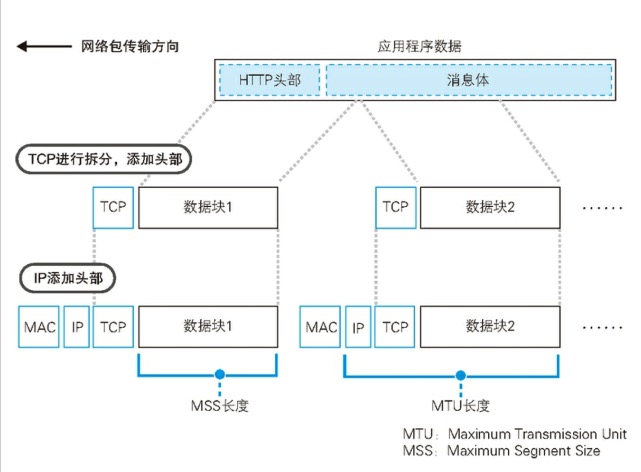 网络包传输方向
应用程序数据
HTTP头部 消息体
TCP进行拆分，添加头部
TCP 数据块1 TCP 数据块2 ……
IP添加头部
MAC IP TCP 数据块1 MAC IP TCP 数据块2 ……
MSS长度 MTU长度
MTU：Maximum Transmission Unit
MSS：Maximum Segment Size